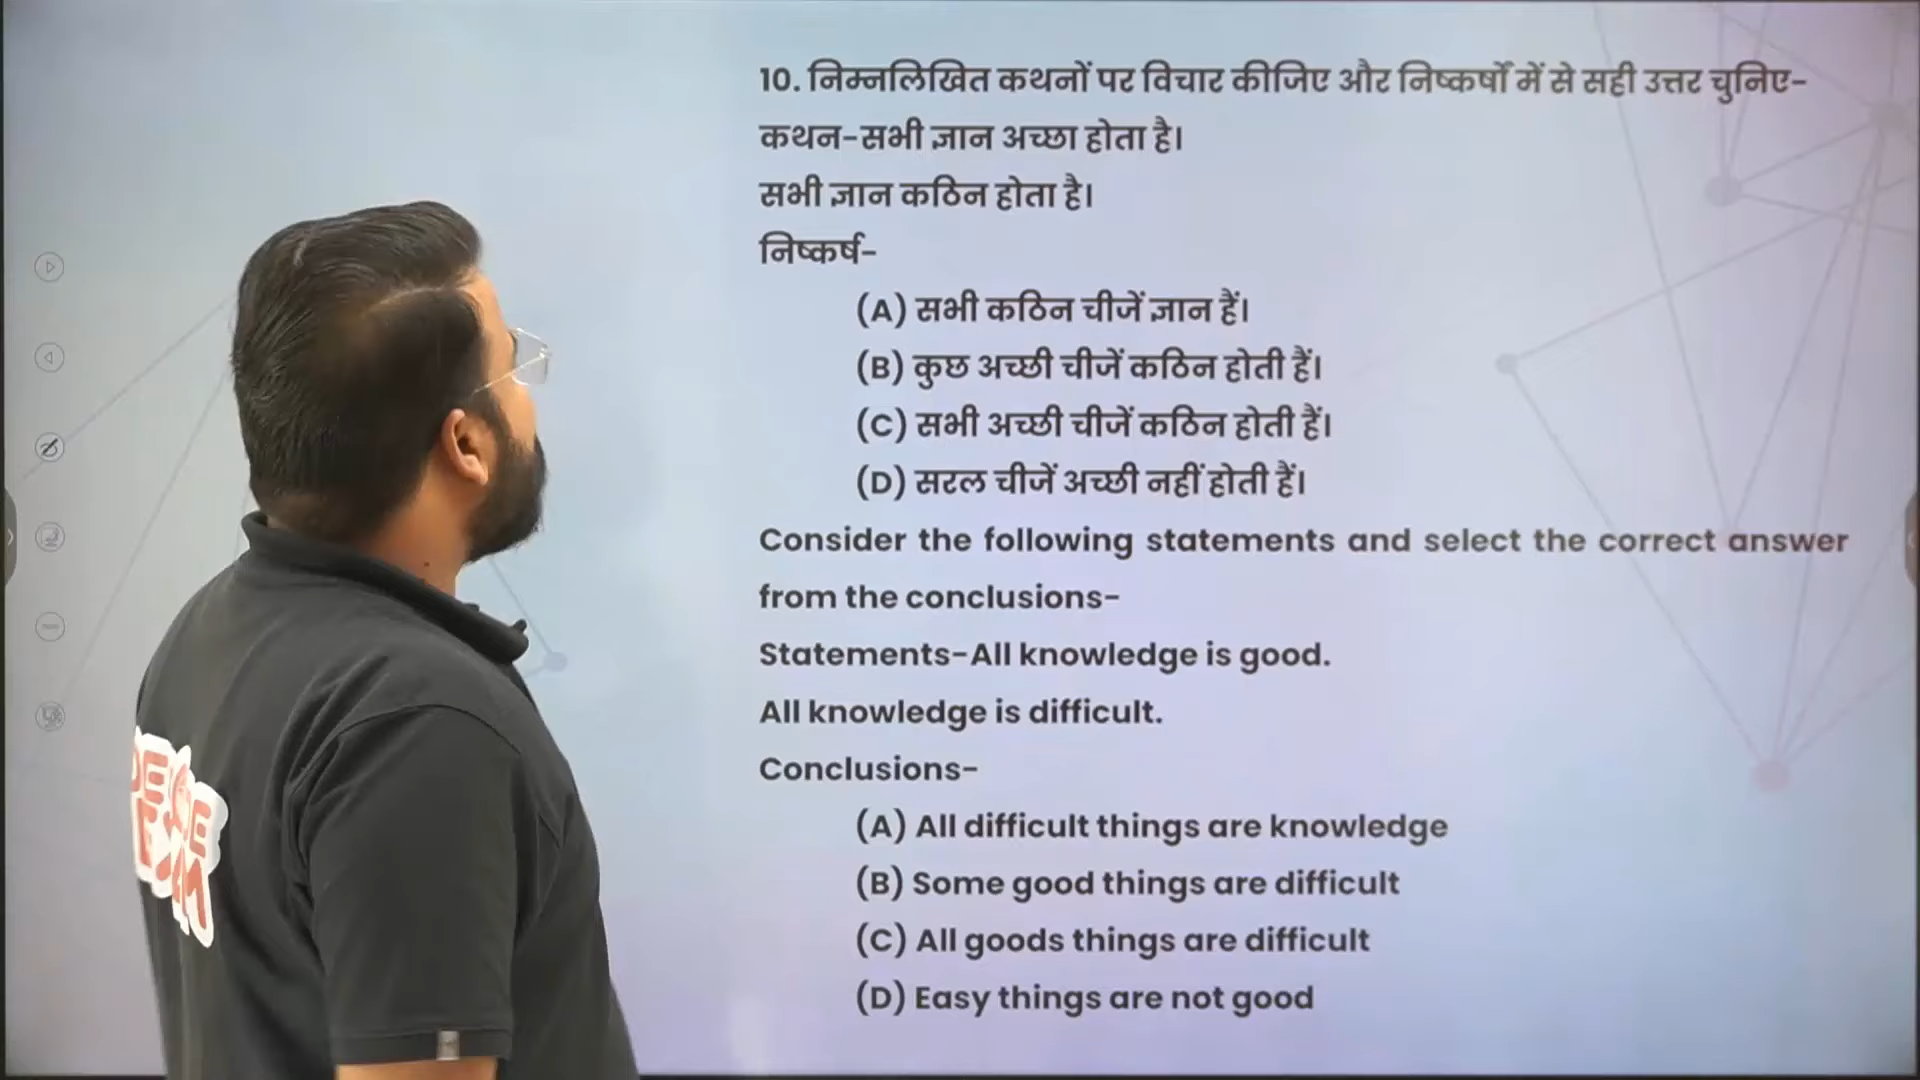 10. निम्नलिखित कथनों पर विचार कीजिए और निष्कर्षों में से सही उत्तर चुनिए-
कथन-सभी ज्ञान अच्छा होता है।
सभी ज्ञान कठिन होता है।
निष्कर्ष-
(A) सभी कठिन चीजें ज्ञान हैं।
(B) कुछ अच्छी चीजें कठिन होती हैं।
(C) सभी अच्छी चीजें कठिन होती हैं।
(D) सरल चीजें अच्छी नहीं होती हैं।
Consider the following statements and select the correct answer
from the conclusions-
Statements-All knowledge is good.
All knowledge is difficult.
Conclusions-
(A) All difficult things are knowledge
(B) Some good things are difficult
(C) All goods things are difficult
(D) Easy things are not good